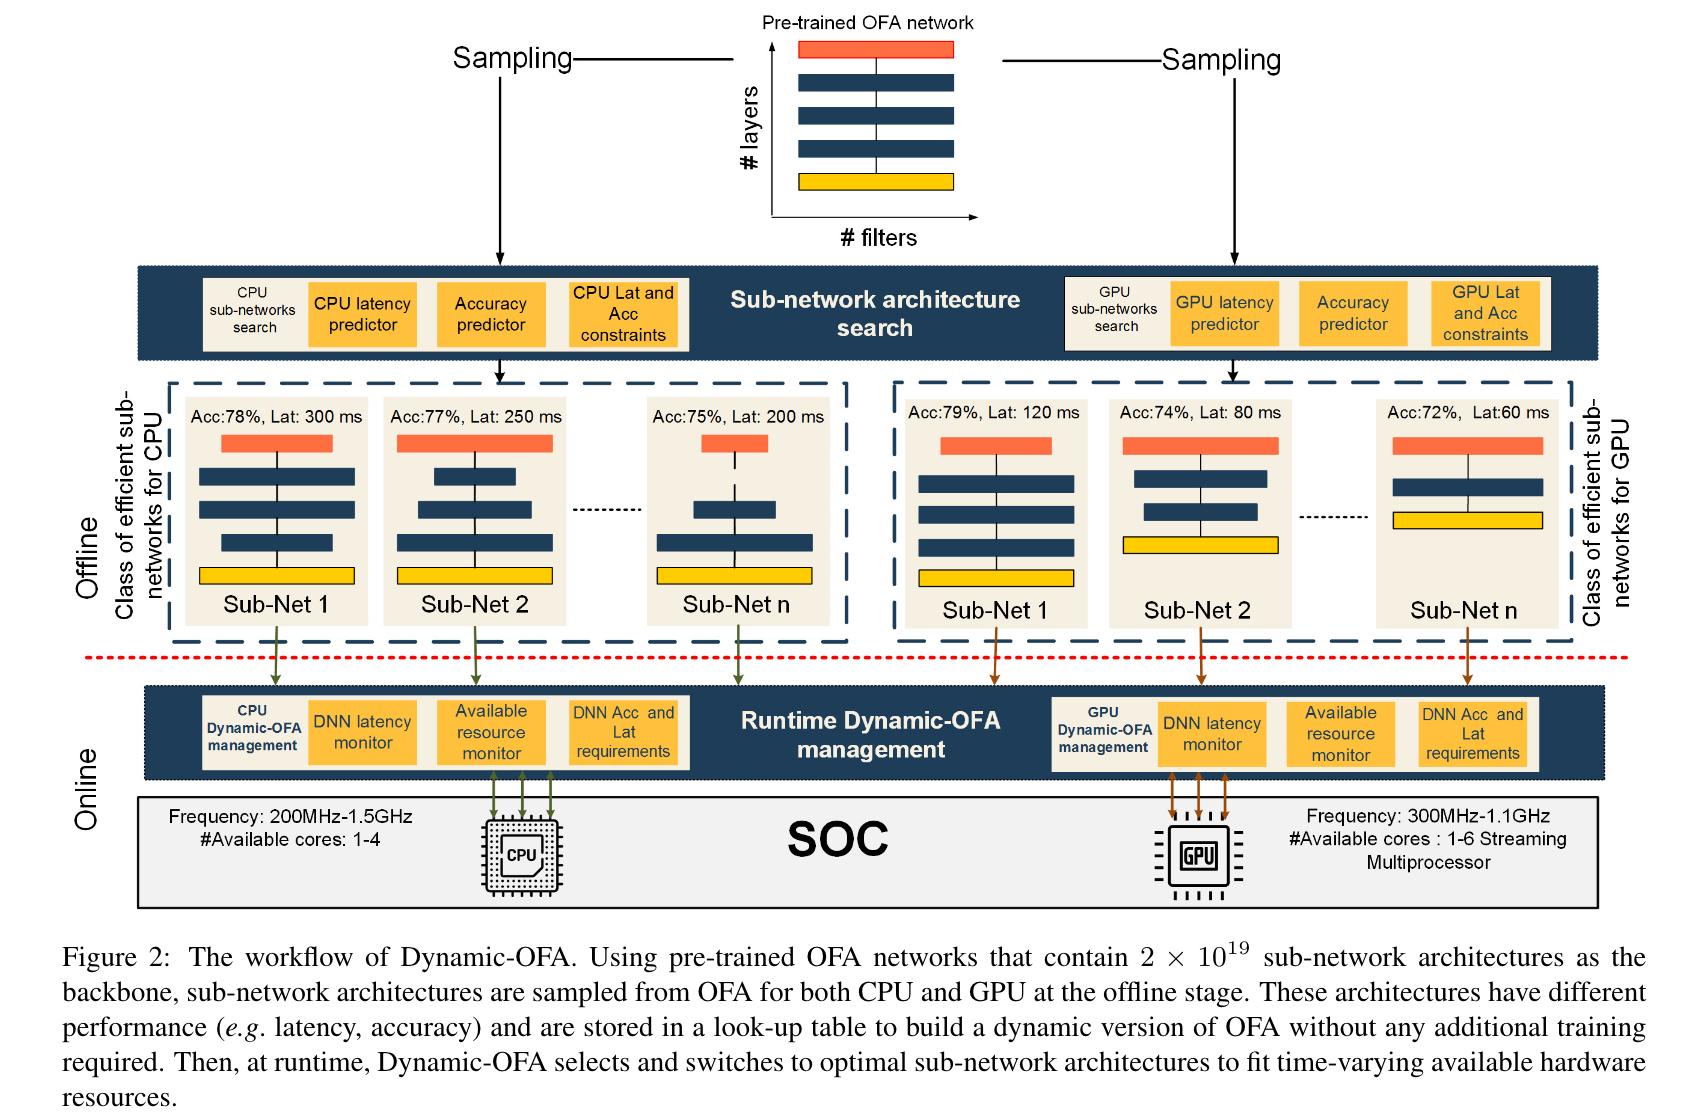 Pre-trained OFA network
Sampling
Sampling
# layers
# filters
CPU
sub-networks
search
CPU latency
predictor
Accuracy
predictor
CPU Lat and
Acc
constraints
Sub-network architecture
search
GPU
sub-networks
search
GPU latency
predictor
Accuracy
predictor
GPU Lat
and Acc
constraints
Offline
Class of efficient sub-
networks for CPU
Acc:78%, Lat: 300 ms
Sub-Net 1
Acc:77%, Lat: 250 ms
Sub-Net 2
Acc:75%, Lat: 200 ms
Sub-Net n
Acc:79%, Lat: 120 ms
Sub-Net 1
Acc:74%, Lat: 80 ms
Sub-Net 2
Acc:72%, Lat:60 ms
Sub-Net n
Class of efficient sub-
networks for GPU
Online
CPU
Dynamic-OFA
management
DNN latency
monitor
Available
resource
monitor
DNN Acc and
Lat
requirements
Runtime Dynamic-OFA
management
GPU
Dynamic-OFA
management
DNN latency
monitor
Available
resource
monitor
DNN Acc and
Lat
requirements
Frequency: 200MHz-1.5GHz
#Available cores: 1-4
CPU
SOC
GPU
Frequency: 300MHz-1.1GHz
#Available cores : 1-6 Streaming
Multiprocessor
Figure 2: The workflow of Dynamic-OFA. Using pre-trained OFA networks that contain 2 × 10¹⁹ sub-network architectures as the
backbone, sub-network architectures are sampled from OFA for both CPU and GPU at the offline stage. These architectures have different
performance (e.g. latency, accuracy) and are stored in a look-up table to build a dynamic version of OFA without any additional training
required. Then, at runtime, Dynamic-OFA selects and switches to optimal sub-network architectures to fit time-varying available hardware
resources.